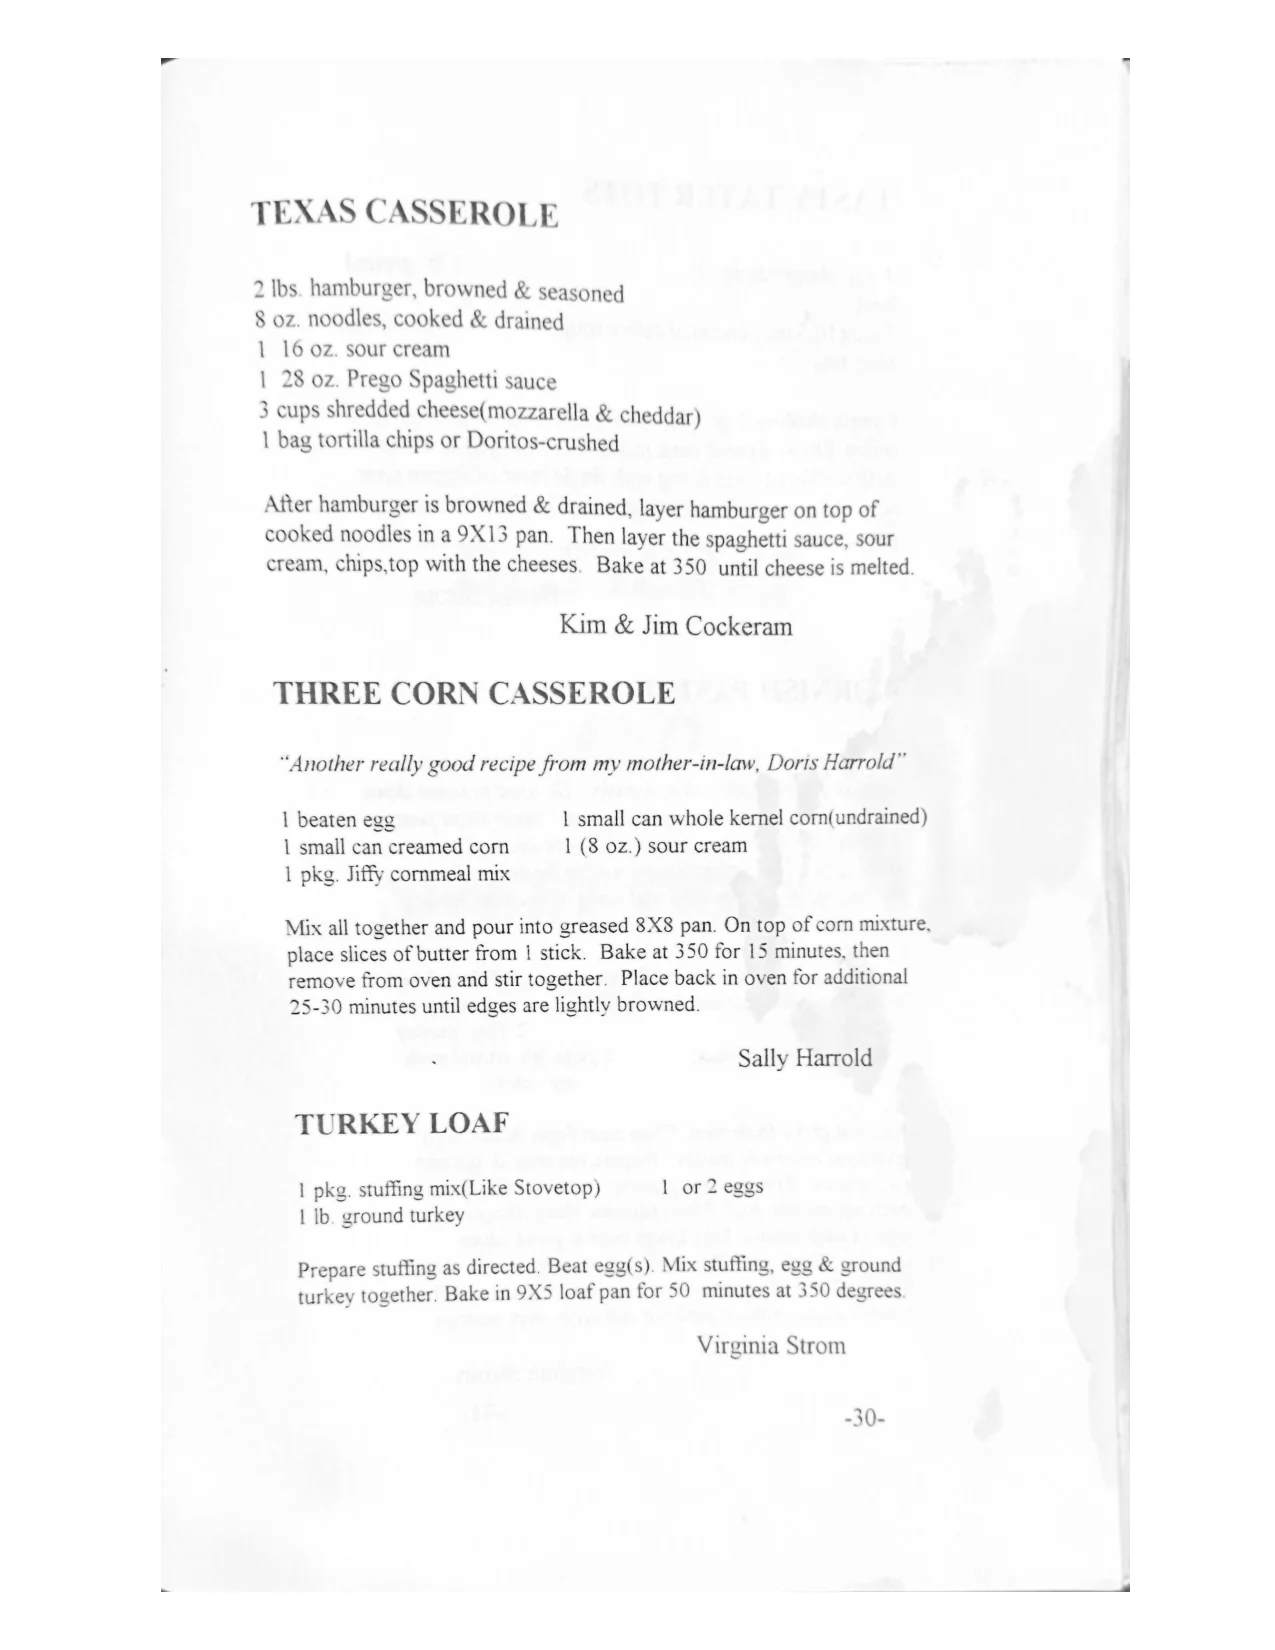 TEXAS CASSEROLE
2 lbs. hamburger, browned & seasoned
8 oz. noodles, cooked & drained
1 16 oz. sour cream
1 28 oz. Prego Spaghetti sauce
3 cups shredded cheese(mozzarella & cheddar)
1 bag tortilla chips or Doritos-crushed
After hamburger is browned & drained, layer hamburger on top of
cooked noodles in a 9X13 pan. Then layer the spaghetti sauce, sour
cream, chips,top with the cheeses. Bake at 350 until cheese is melted.
Kim & Jim Cockeram
THREE CORN CASSEROLE
"Another really good recipe from my mother-in-law, Doris Harrold"
1 beaten egg 1 small can whole kernel corn(undrained)
1 small can creamed corn 1 (8 oz.) sour cream
1 pkg. Jiffy cornmeal mix
Mix all together and pour into greased 8X8 pan. On top of corn mixture,
place slices of butter from 1 stick. Bake at 350 for 15 minutes, then
remove from oven and stir together. Place back in oven for additional
25-30 minutes until edges are lightly browned.
Sally Harrold
TURKEY LOAF
1 pkg. stuffing mix(Like Stovetop) 1 or 2 eggs
1 lb. ground turkey
Prepare stuffing as directed. Beat egg(s). Mix stuffing, egg & ground
turkey together. Bake in 9X5 loaf pan for 50 minutes at 350 degrees.
Virginia Strom
-30-